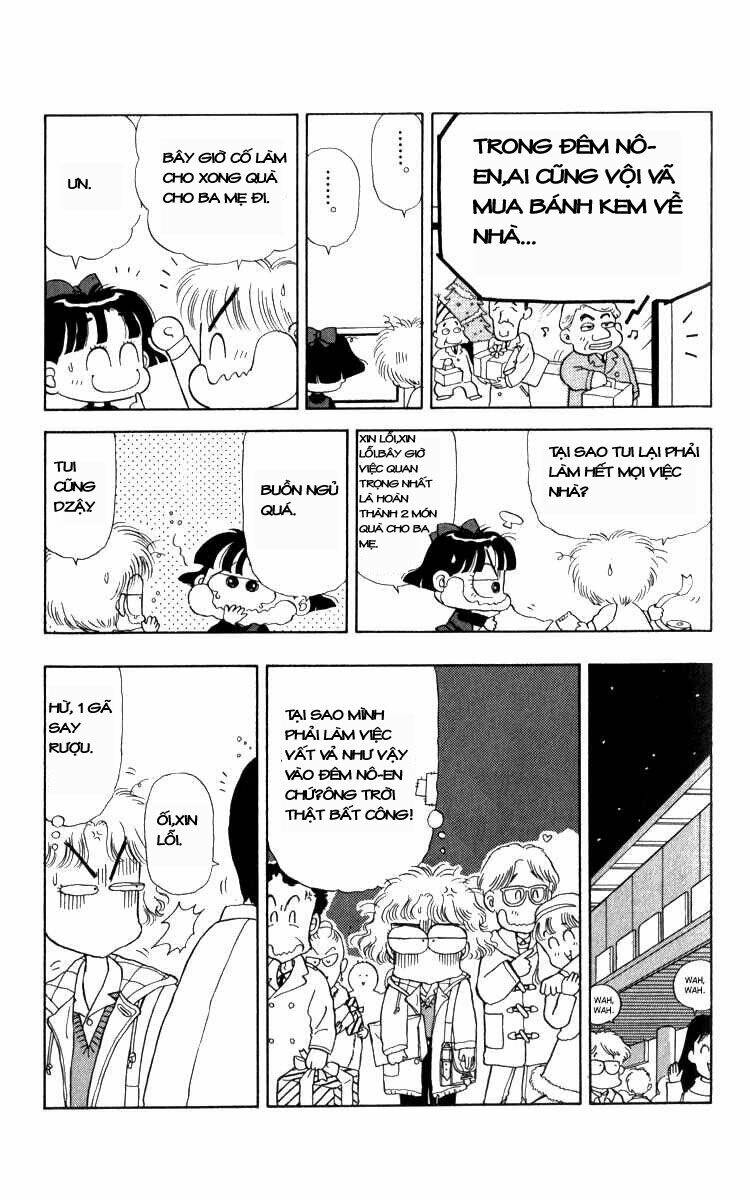 TRONG ĐÊM NÔ-
EN,AI CŨNG VỘI VÃ
MUA BÁNH KEM VỀ
NHÀ...
BÂY GIỜ CỐ LÀM
CHO XONG QUÀ
CHO BA MẸ ĐI.
ƯN.
TẠI SAO TUI LẠI PHẢI
LÀM HẾT MỌI VIỆC
NHÀ?
XIN LỖI,XIN
LỖI.BÂY GIỜ
VIỆC QUAN
TRỌNG NHẤT
LÀ HOÀN
THÀNH 2 MÓN
QUÀ CHO BA
MẸ.
BUỒN NGỦ
QUÁ.
TUI
CŨNG
DZẬY
WAH,
WAH.
WAH,
WAH.
TẠI SAO MÌNH
PHẢI LÀM VIỆC
VẤT VẢ NHƯ VẬY
VÀO ĐÊM NÔ-EN
CHỨ?ÔNG TRỜI
THẬT BẤT CÔNG!
ỐI,XIN
LỖI.
HỪ, 1 GÃ
SAY
RƯỢU.